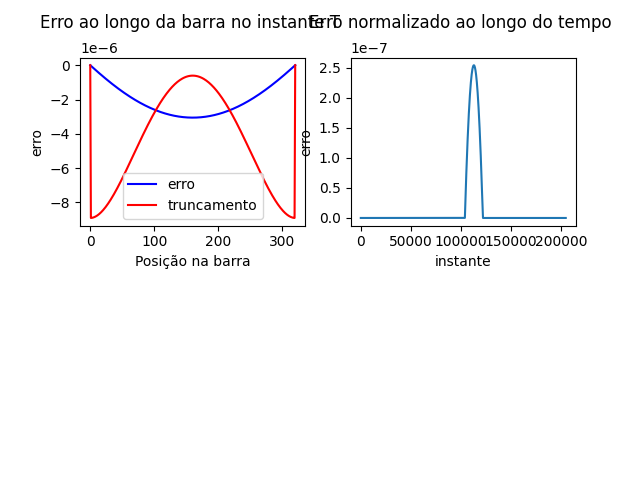 Erro ao longo da barra no instante T
Erro normalizado ao longo do tempo
1e−6
0
−2
−4
−6
−8
erro
erro
truncamento
0
100
200
300
Posição na barra
1e−7
2.5
2.0
1.5
1.0
0.5
0.0
erro
0
50000
100000
150000
200000
instante